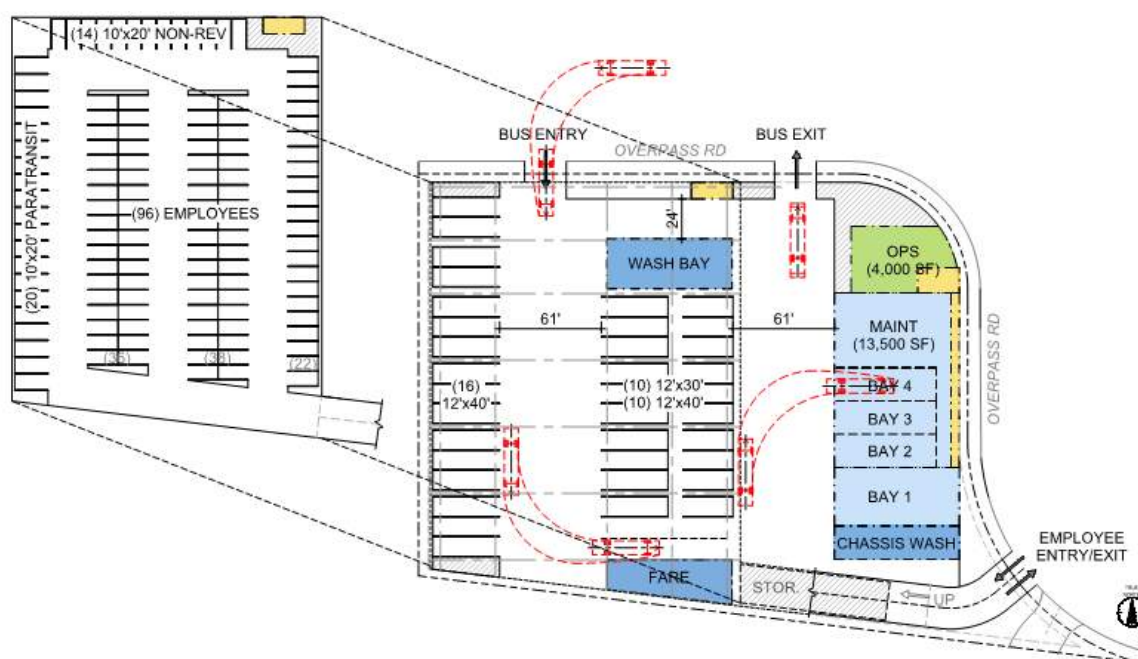 (14) 10'x20' NON-REV
(20) 10'x20' PARATRANSIT
(96) EMPLOYEES
(36)
(38)
(22)
BUS ENTRY
OVERPASS RD
BUS EXIT
24'
WASH BAY
OPS
(4,000 SF)
61'
61'
MAINT
(13,500 SF)
(16)
12'x40'
(10) 12'x30'
(10) 12'x40'
BAY 4
BAY 3
BAY 2
BAY 1
OVERPASS RD
CHASSIS WASH
EMPLOYEE
ENTRY/EXIT
FARE
STOR.
UP